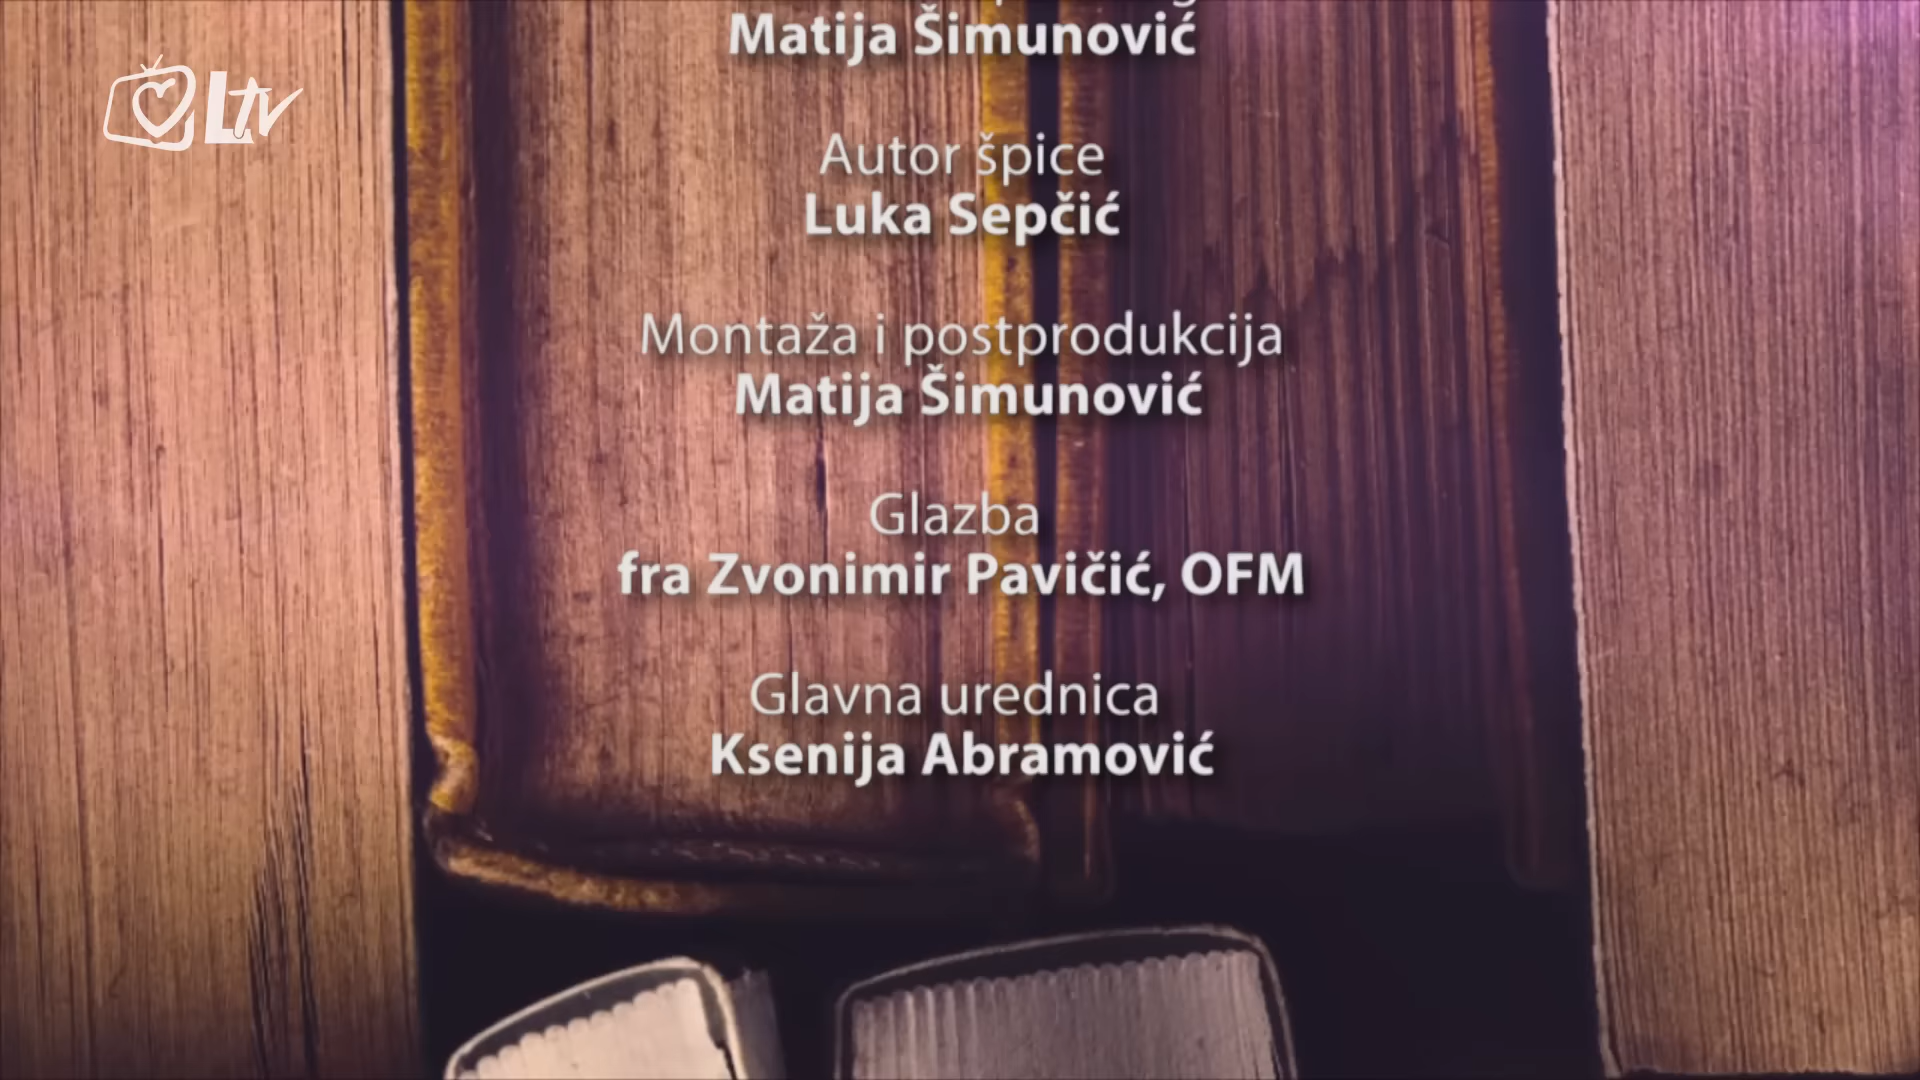 Matija Šimunović
LTV
Autor špice
Luka Sepčić
Montaža i postprodukcija
Matija Šimunović
Glazba
fra Zvonimir Pavičić, OFM
Glavna urednica
Ksenija Abramović